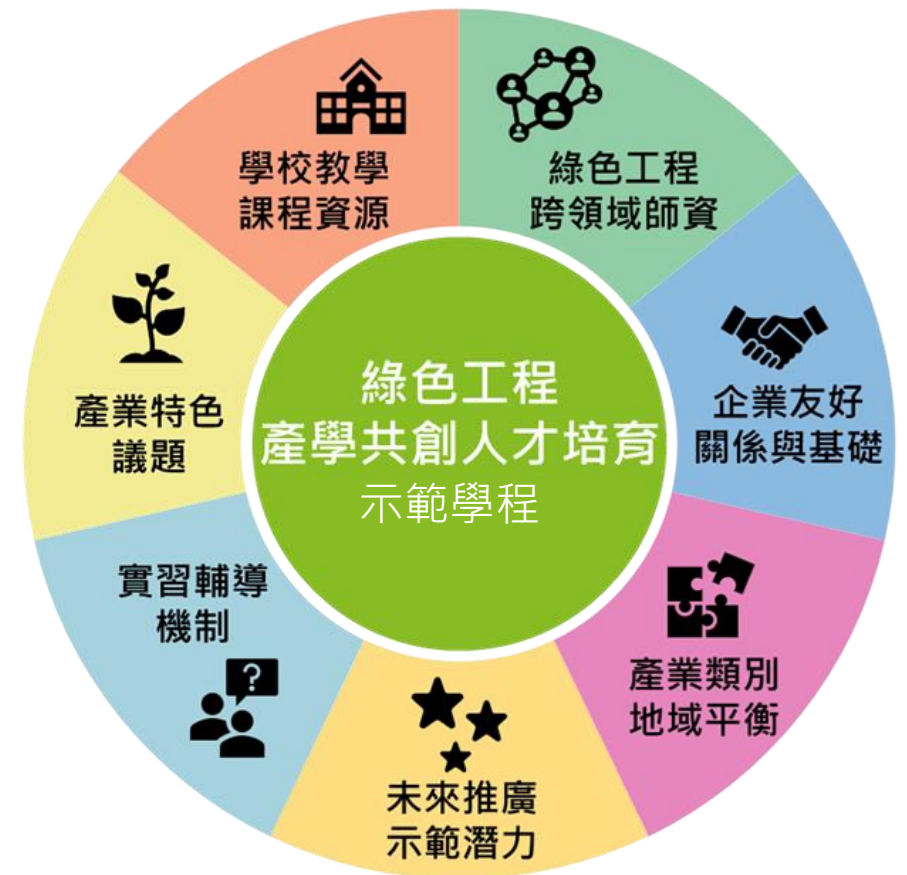 學校教學
課程資源
綠色工程
跨領域師資
企業友好
關係與基礎
產業類別
地域平衡
未來推廣
示範潛力
實習輔導
機制
產業特色
議題
綠色工程
產學共創人才培育
示範學程
?